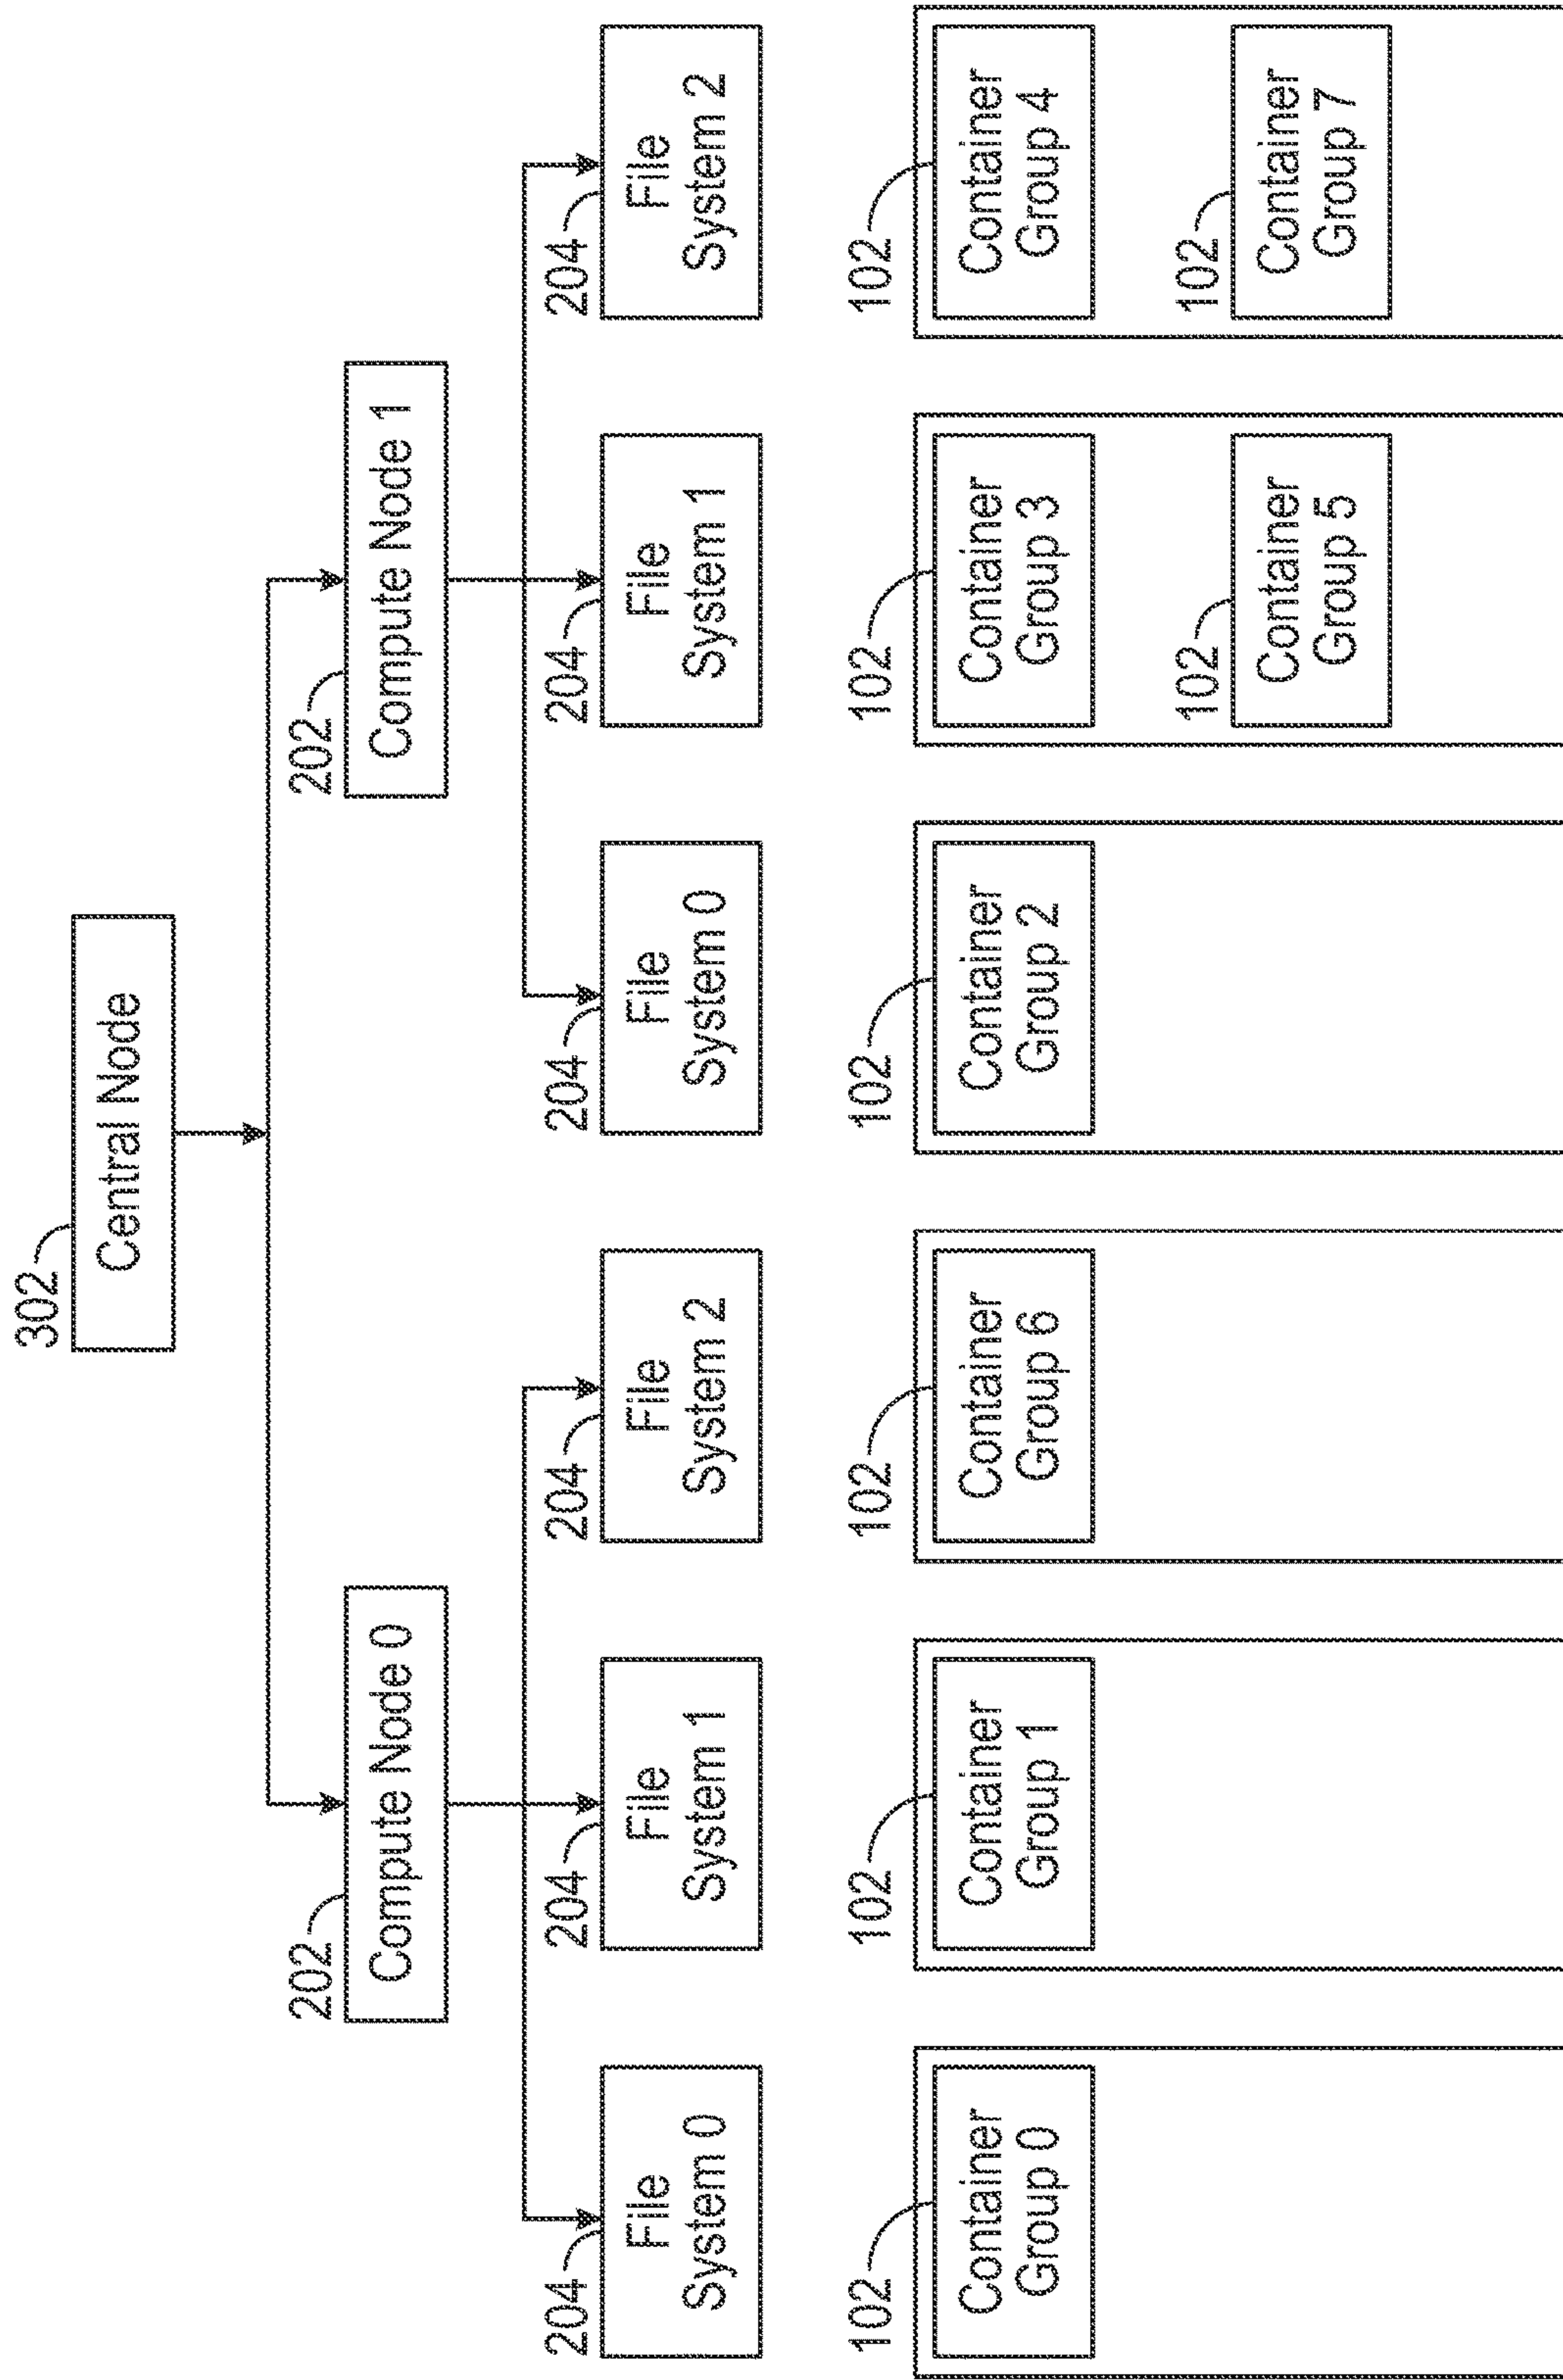 302
Central Node
202
Compute Node 0
202
Compute Node 1
204
File
System 0
204
File
System 1
204
File
System 2
204
File
System 0
204
File
System 1
204
File
System 2
102
Container
Group 0
102
Container
Group 1
102
Container
Group 6
102
Container
Group 2
102
Container
Group 3
102
Container
Group 4
102
Container
Group 5
102
Container
Group 7